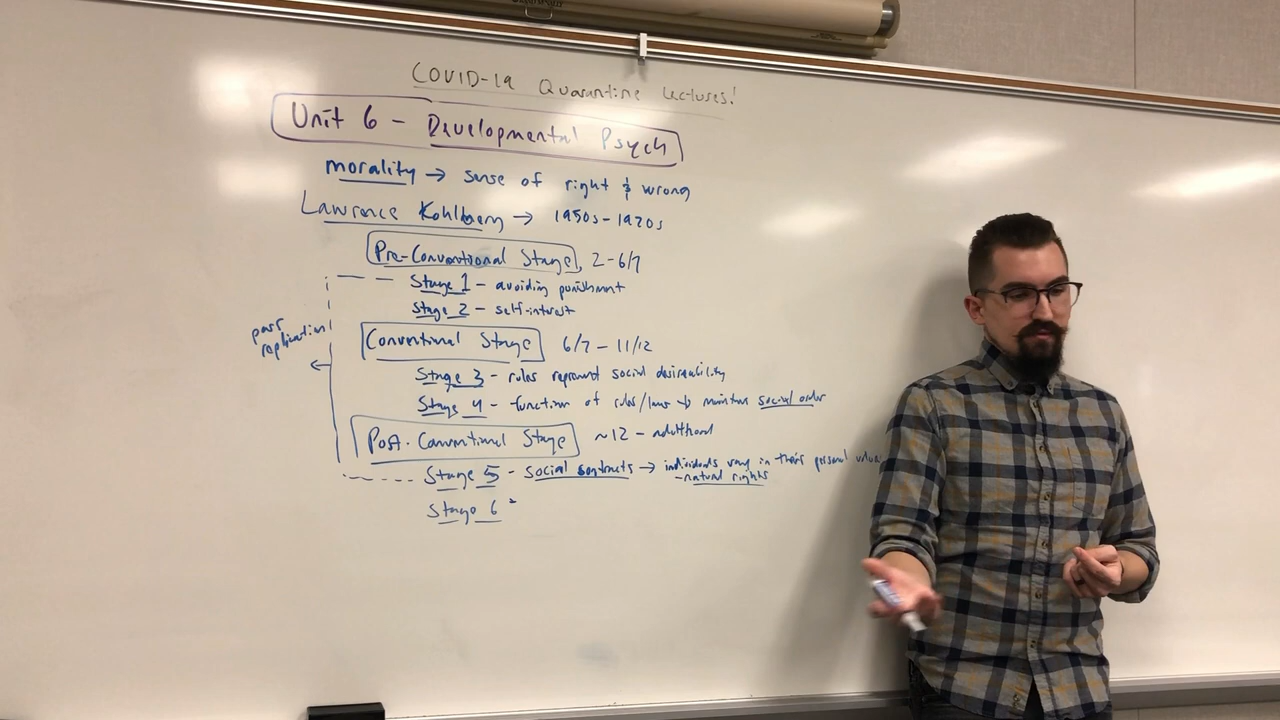 COVID-19 Quarantine Lectures!
Unit 6 - Developmental Psych
morality → sense of right & wrong
Lawrence Kohlberg → 1950s-1970s
Pre-Conventional Stage, 2-6/7
Stage 1 - avoiding punishment
Stage 2 - self-interest
pass replication
Conventional Stage 6/7 - 11/12
Stage 3 - rules represent social desireability
Stage 4 - function of rules/laws → maintain social order
Post-Conventional Stage ~12 - adulthood
Stage 5 - social contracts → individuals vary in their personal values
-natural rights
Stage 6